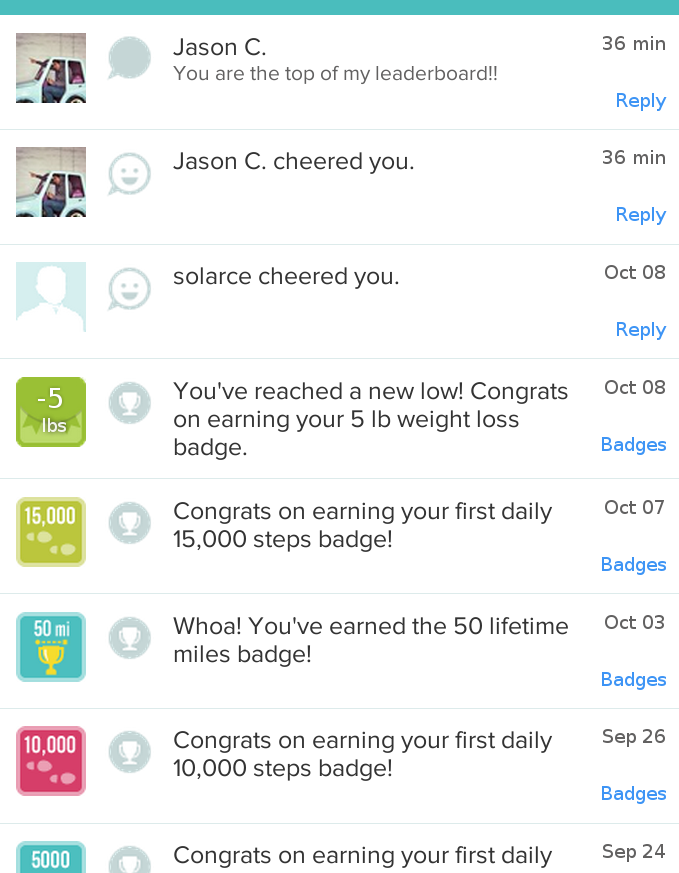 Jason C.
36 min
You are the top of my leaderboard!!
Reply
Jason C. cheered you.
36 min
Reply
solarce cheered you.
Oct 08
Reply
-5
lbs
You've reached a new low! Congrats
on earning your 5 lb weight loss
badge.
Oct 08
Badges
15,000
Congrats on earning your first daily
15,000 steps badge!
Oct 07
Badges
50 mi
Whoa! You've earned the 50 lifetime
miles badge!
Oct 03
Badges
10,000
Congrats on earning your first daily
10,000 steps badge!
Sep 26
Badges
5000
Congrats on earning your first daily
Sep 24